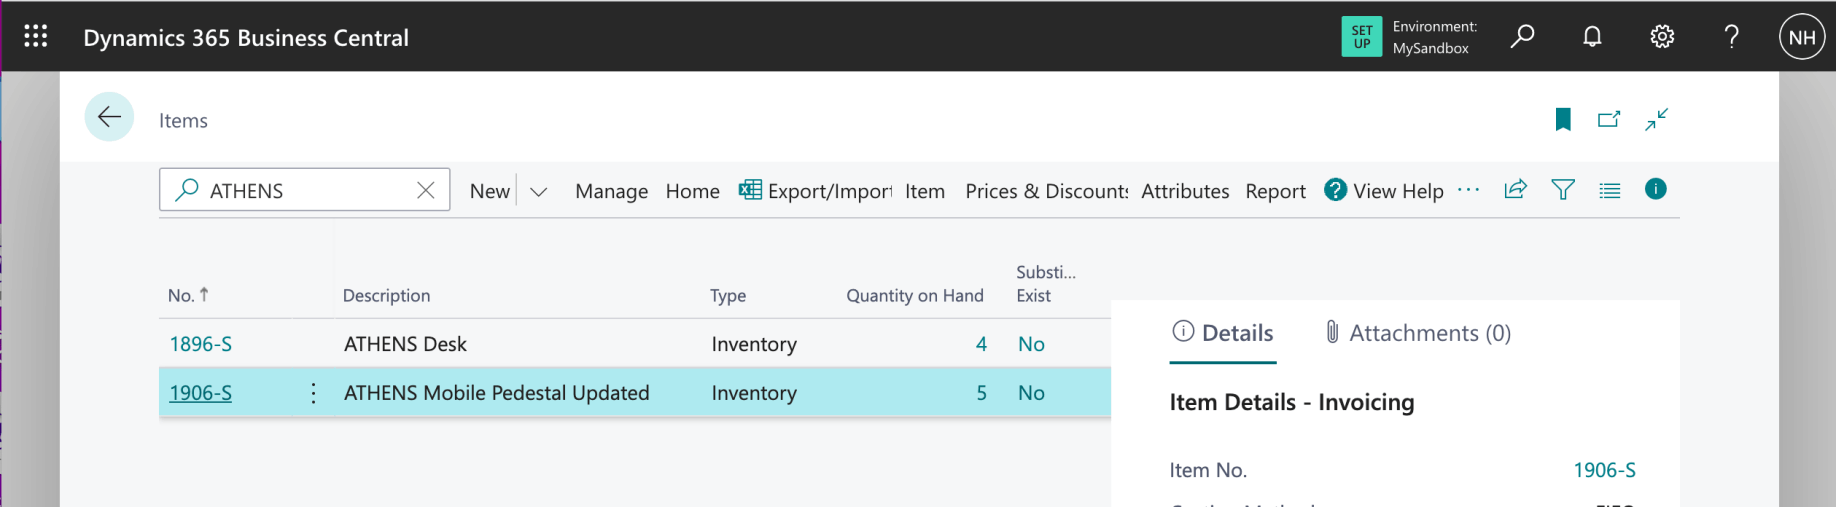 Dynamics 365 Business Central
SET UP
Environment:
MySandbox
?
NH
Items
ATHENS
New
Manage
Home
Export/Import
Item
Prices & Discounts
Attributes
Report
? View Help ...
No. ↑
Description
Type
Quantity on Hand
Substi...
Exist
1896-S ATHENS Desk Inventory 4 No
1906-S ATHENS Mobile Pedestal Updated Inventory 5 No
Details
Attachments (0)
Item Details - Invoicing
Item No. 1906-S